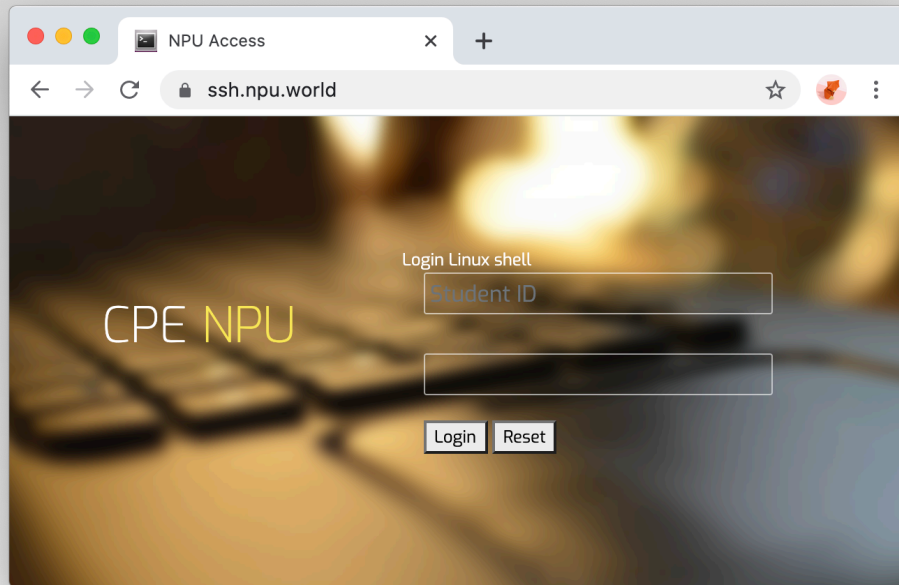 NPU Access
ssh.npu.world
Login Linux shell
Student ID
CPE NPU
Login Reset